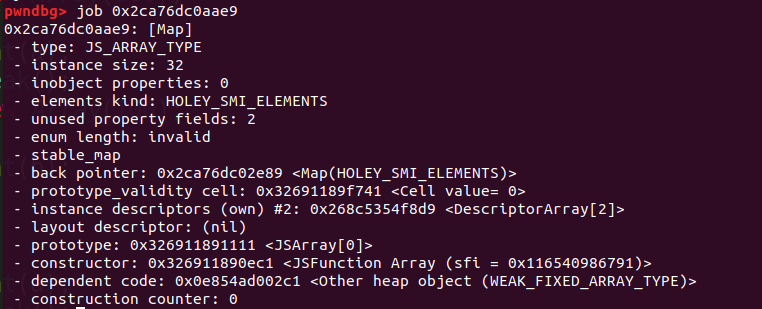 pwndbg> job 0x2ca76dc0aae9
0x2ca76dc0aae9: [Map]
- type: JS_ARRAY_TYPE
- instance size: 32
- inobject properties: 0
- elements kind: HOLEY_SMI_ELEMENTS
- unused property fields: 2
- enum length: invalid
- stable_map
- back pointer: 0x2ca76dc02e89 <Map(HOLEY_SMI_ELEMENTS)>
- prototype_validity cell: 0x32691189f741 <Cell value= 0>
- instance descriptors (own) #2: 0x268c5354f8d9 <DescriptorArray[2]>
- layout descriptor: (nil)
- prototype: 0x326911891111 <JSArray[0]>
- constructor: 0x326911890ec1 <JSFunction Array (sfi = 0x116540986791)>
- dependent code: 0x0e854ad002c1 <Other heap object (WEAK_FIXED_ARRAY_TYPE)>
- construction counter: 0